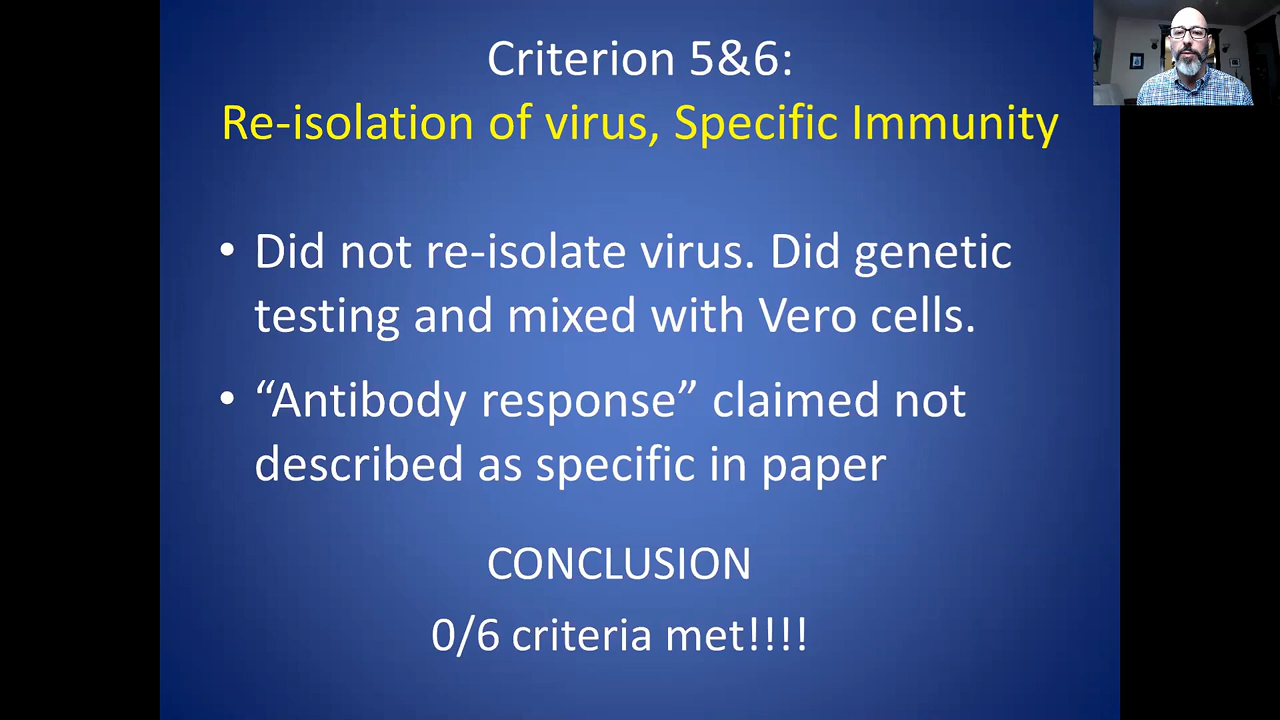 Criterion 5&6:
Re-isolation of virus, Specific Immunity
• Did not re-isolate virus. Did genetic
testing and mixed with Vero cells.
• “Antibody response” claimed not
described as specific in paper
CONCLUSION
0/6 criteria met!!!!